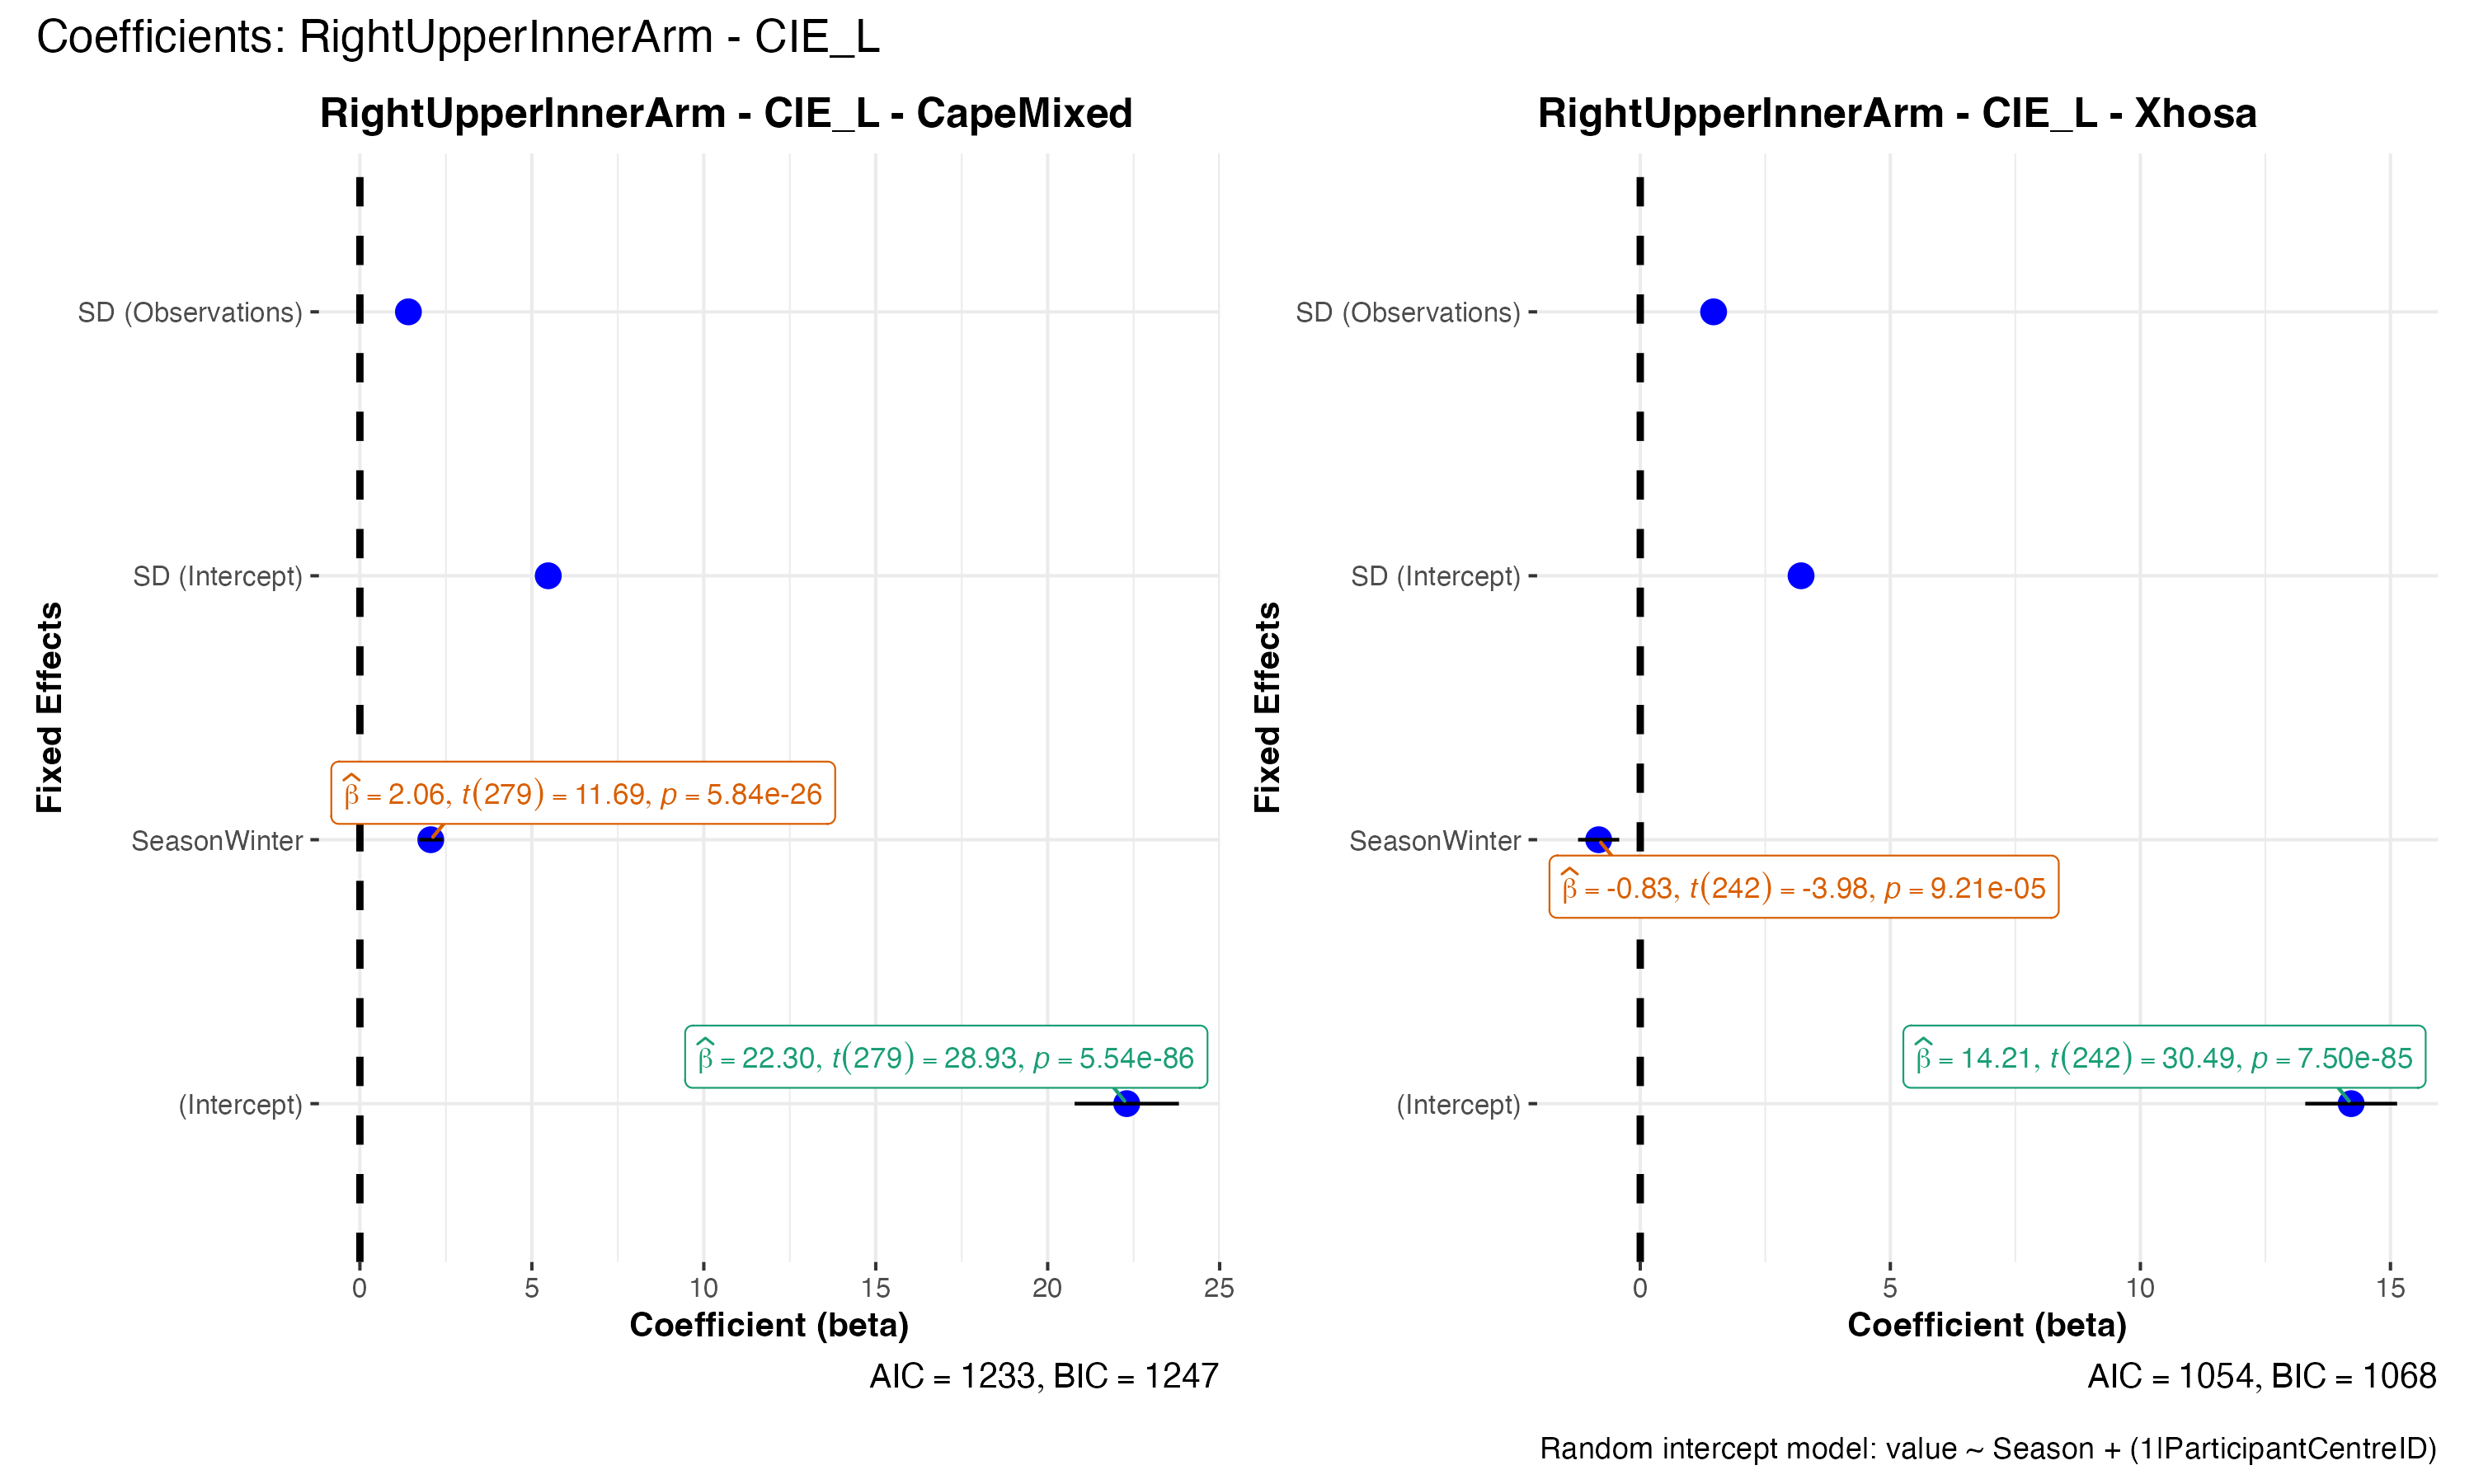 Coefficients: RightUpperInnerArm - CIE_L
RightUpperInnerArm - CIE_L - CapeMixed
SD (Observations)
SD (Intercept)
SeasonWinter
(Intercept)
Fixed Effects
β̂ = 2.06, t(279) = 11.69, p = 5.84e-26
β̂ = 22.30, t(279) = 28.93, p = 5.54e-86
0 5 10 15 20 25
Coefficient (beta)
AIC = 1233, BIC = 1247
RightUpperInnerArm - CIE_L - Xhosa
SD (Observations)
SD (Intercept)
SeasonWinter
(Intercept)
Fixed Effects
β̂ = -0.83, t(242) = -3.98, p = 9.21e-05
β̂ = 14.21, t(242) = 30.49, p = 7.50e-85
0 5 10 15
Coefficient (beta)
AIC = 1054, BIC = 1068
Random intercept model: value ~ Season + (1|ParticipantCentreID)